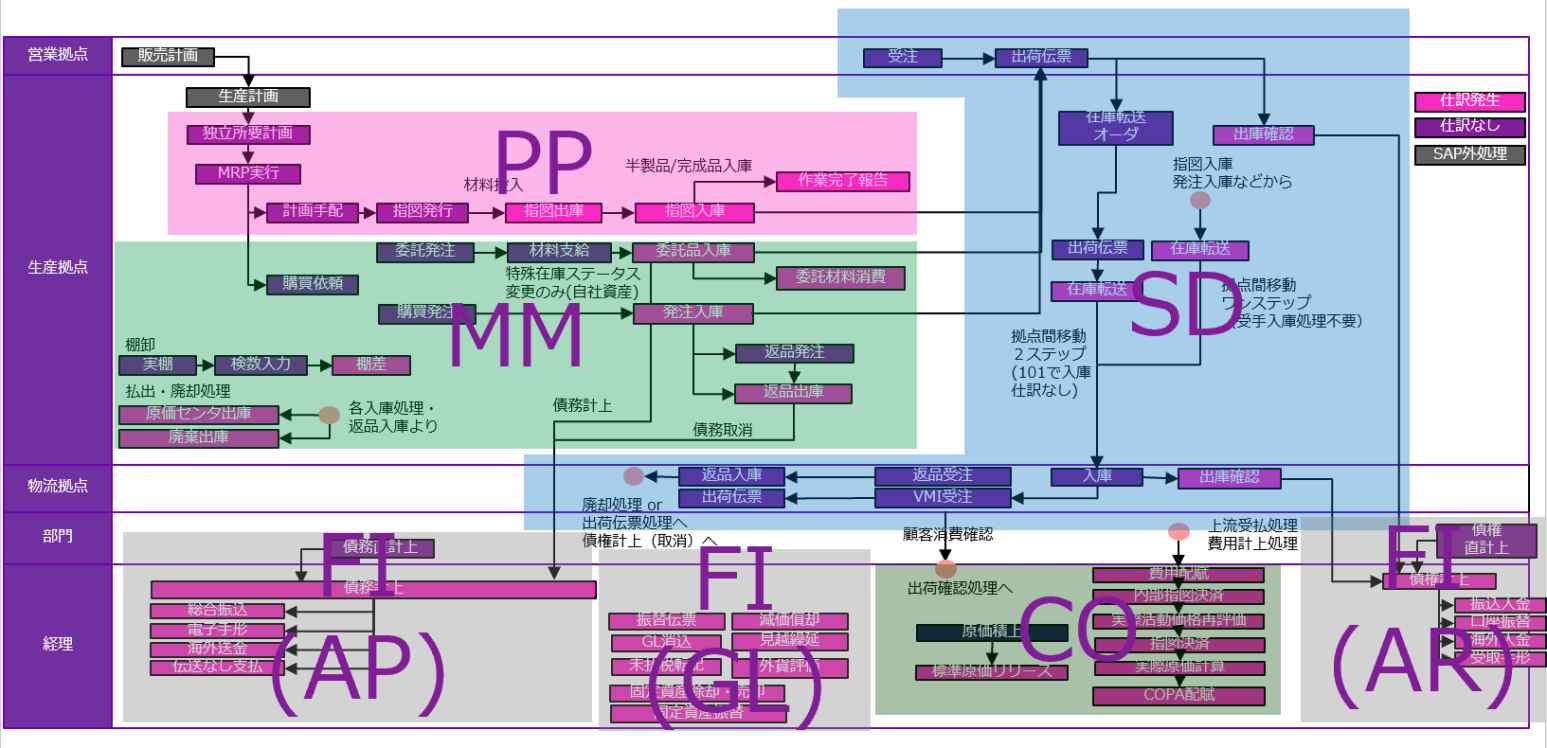 営業拠点
販売計画
受注
出荷伝票
生産拠点
生産計画
仕訳発生
仕訳なし
SAP外処理
独立所要計画
MRP実行
PP
材料投入
半製品/完成品入庫
作業完了報告
計画手配
指図発行
指図出庫
指図入庫
在庫転送
オーダ
出庫確認
指図入庫
発注入庫などから
委託発注
材料支給
委託品入庫
特殊在庫ステータス
変更のみ(自社資産)
委託材料消費
購買依頼
購買発注
発注入庫
MM
出荷伝票
在庫転送
在庫転送
SD
拠点間移動
ワンステップ
(受手入庫処理不要)
拠点間移動
２ステップ
(101で入庫
仕訳なし)
棚卸
実棚
検数入力
棚差
返品発注
返品出庫
払出・廃却処理
原価センタ出庫
廃棄出庫
各入庫処理・
返品入庫より
債務計上
債務取消
物流拠点
返品入庫
返品受注
入庫
出庫確認
出荷伝票
VMI受注
廃却処理 or
出荷伝票処理へ
債権計上（取消）へ
部門
顧客消費確認
上流受払処理
費用計上処理
債権
直計上
債務直計上
経理
FI
(AP)
債務計上
総合振込
電子手形
海外送金
伝送なし支払
FI
(GL)
振替伝票
減価償却
GL消込
見越繰延
未払税転記
外貨評価
固定資産除却・売却
固定資産振替
出荷確認処理へ
CO
原価積上
標準原価リリース
費用配賦
内部指図決済
実際活動価格再評価
指図決済
実際原価計算
COPA配賦
FI
(AR)
債権計上
振込入金
口座振替
海外入金
受取手形